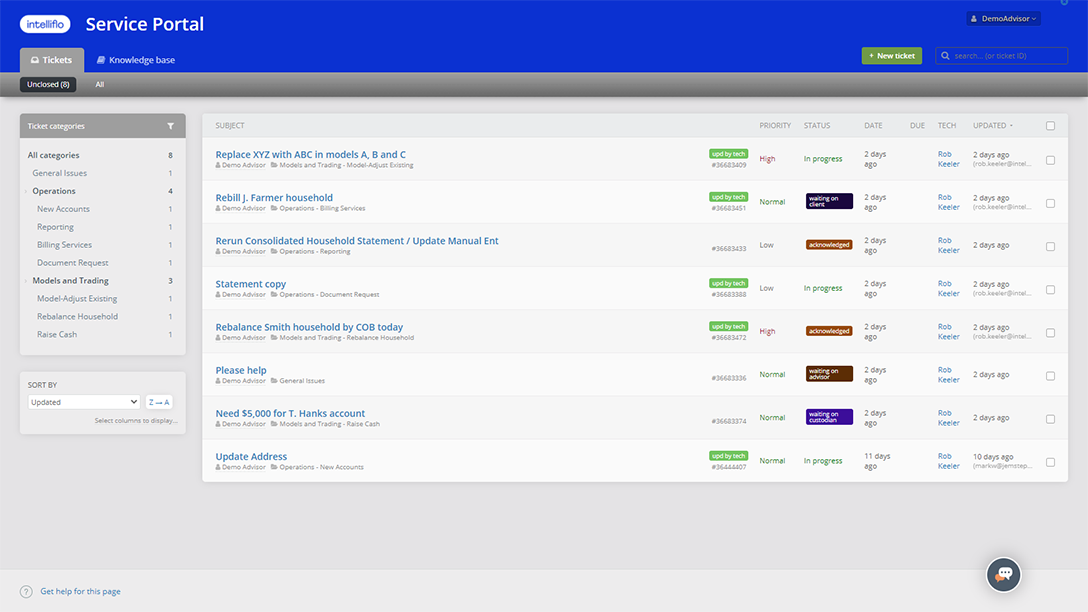 intelliflo Service Portal DemoAdvisor
Tickets Knowledge base + New ticket search... (or ticket ID)
Unclosed (8) All
Ticket categories
All categories 8
General Issues 1
Operations 4
New Accounts 1
Reporting 1
Billing Services 1
Document Request 1
Models and Trading 3
Model-Adjust Existing 1
Rebalance Household 1
Raise Cash 1
SORT BY
Updated Z → A
Select columns to display...
SUBJECT PRIORITY STATUS DATE DUE TECH UPDATED
Replace XYZ with ABC in models A, B and C upd by tech High In progress 2 days ago Rob Keeler 2 days ago
Demo Advisor Models and Trading - Model-Adjust Existing #36683409 (rob.keeler@intel...
Rebill J. Farmer household upd by tech Normal waiting on client 2 days ago Rob Keeler 2 days ago
Demo Advisor Operations - Billing Services #36683451 (rob.keeler@intel...
Rerun Consolidated Household Statement / Update Manual Ent Low acknowledged 2 days ago Rob Keeler 2 days ago
Demo Advisor Operations - Reporting #36683433
Statement copy upd by tech Low In progress 2 days ago Rob Keeler 2 days ago
Demo Advisor Operations - Document Request #36683388 (rob.keeler@intel...
Rebalance Smith household by COB today upd by tech High acknowledged 2 days ago Rob Keeler 2 days ago
Demo Advisor Models and Trading - Rebalance Household #36683472 (rob.keeler@intel...
Please help Normal waiting on advisor 2 days ago Rob Keeler 2 days ago
Demo Advisor General Issues #36683336
Need $5,000 for T. Hanks account Normal waiting on custodian 2 days ago Rob Keeler 2 days ago
Demo Advisor Models and Trading - Raise Cash #36683374
Update Address upd by tech Normal In progress 11 days ago Rob Keeler 10 days ago
Demo Advisor Operations - New Accounts #36444407 (markw@jemstep...
? Get help for this page